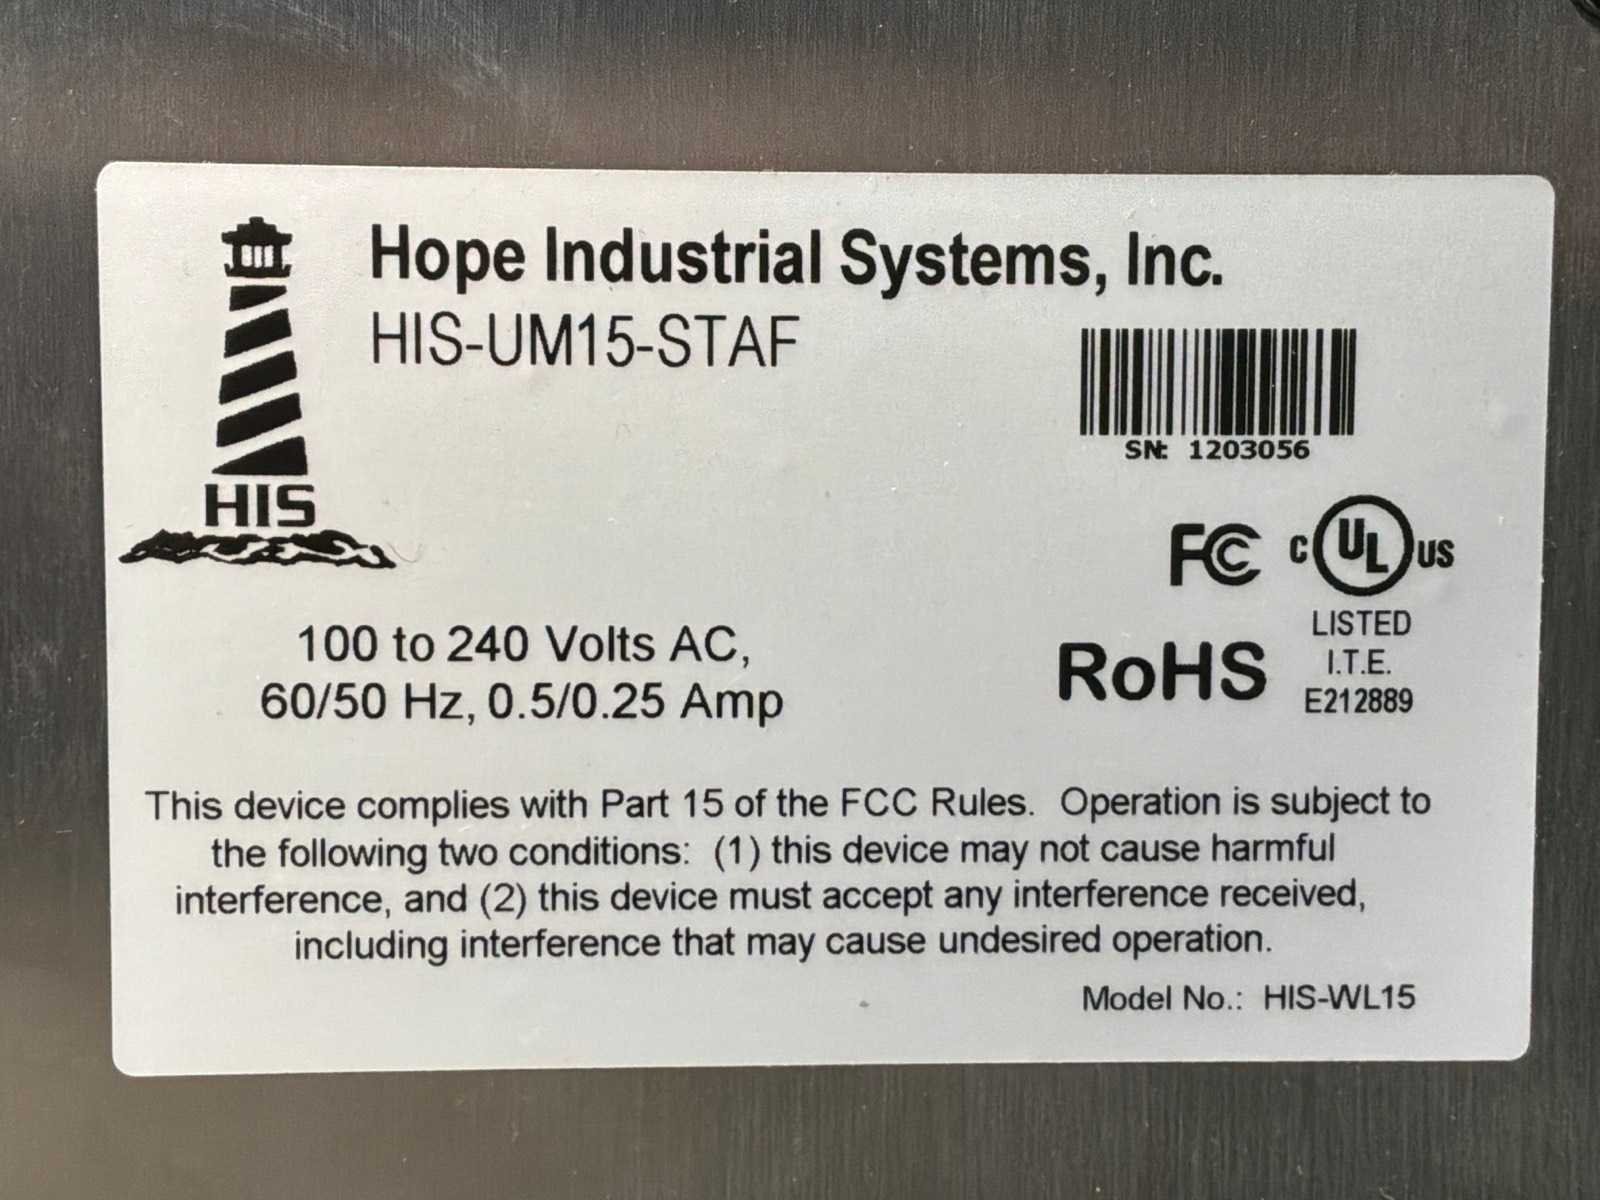 Hope Industrial Systems, Inc.
HIS-UM15-STAF
SN: 1203056
HIS
FC
C UL US
LISTED
I.T.E.
E212889
RoHS
100 to 240 Volts AC,
60/50 Hz, 0.5/0.25 Amp
This device complies with Part 15 of the FCC Rules. Operation is subject to
the following two conditions: (1) this device may not cause harmful
interference, and (2) this device must accept any interference received,
including interference that may cause undesired operation.
Model No.: HIS-WL15